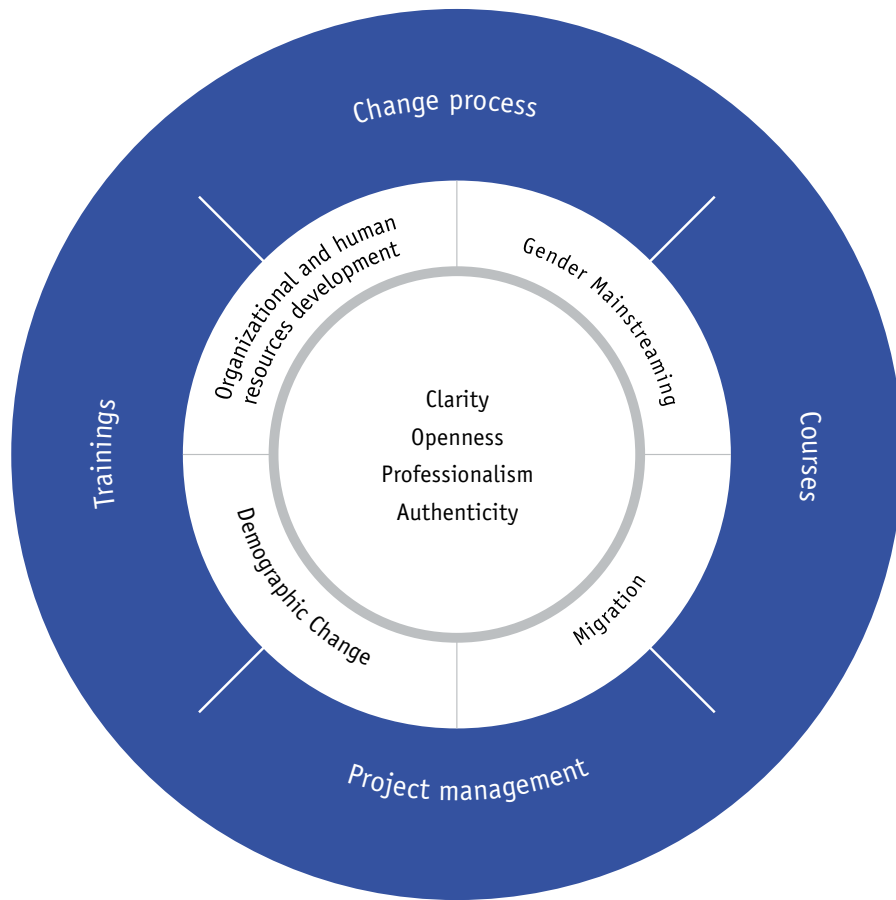 Change process
Organizational and human
resources development
Gender Mainstreaming
Trainings
Clarity
Openness
Professionalism
Authenticity
Courses
Demographic Change
Migration
Project management